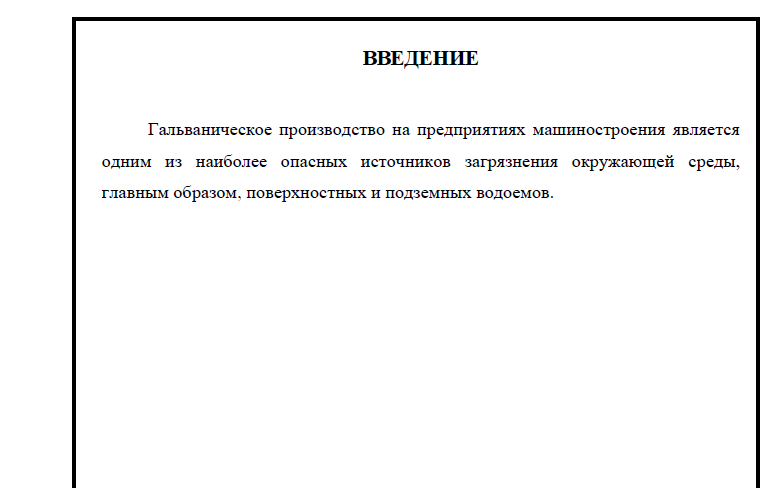 ВВЕДЕНИЕ
Гальваническое производство на предприятиях машиностроения является
одним из наиболее опасных источников загрязнения окружающей среды,
главным образом, поверхностных и подземных водоемов.